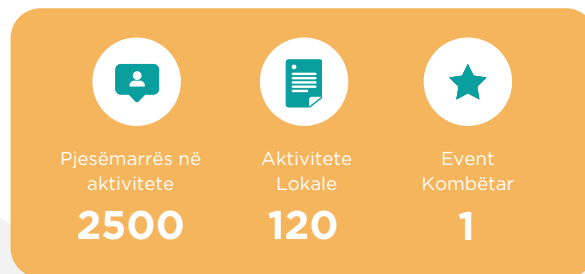 Pjesëmarrës në
aktivitete
2500
Aktivitete
Lokale
120
Event
Kombëtar
1